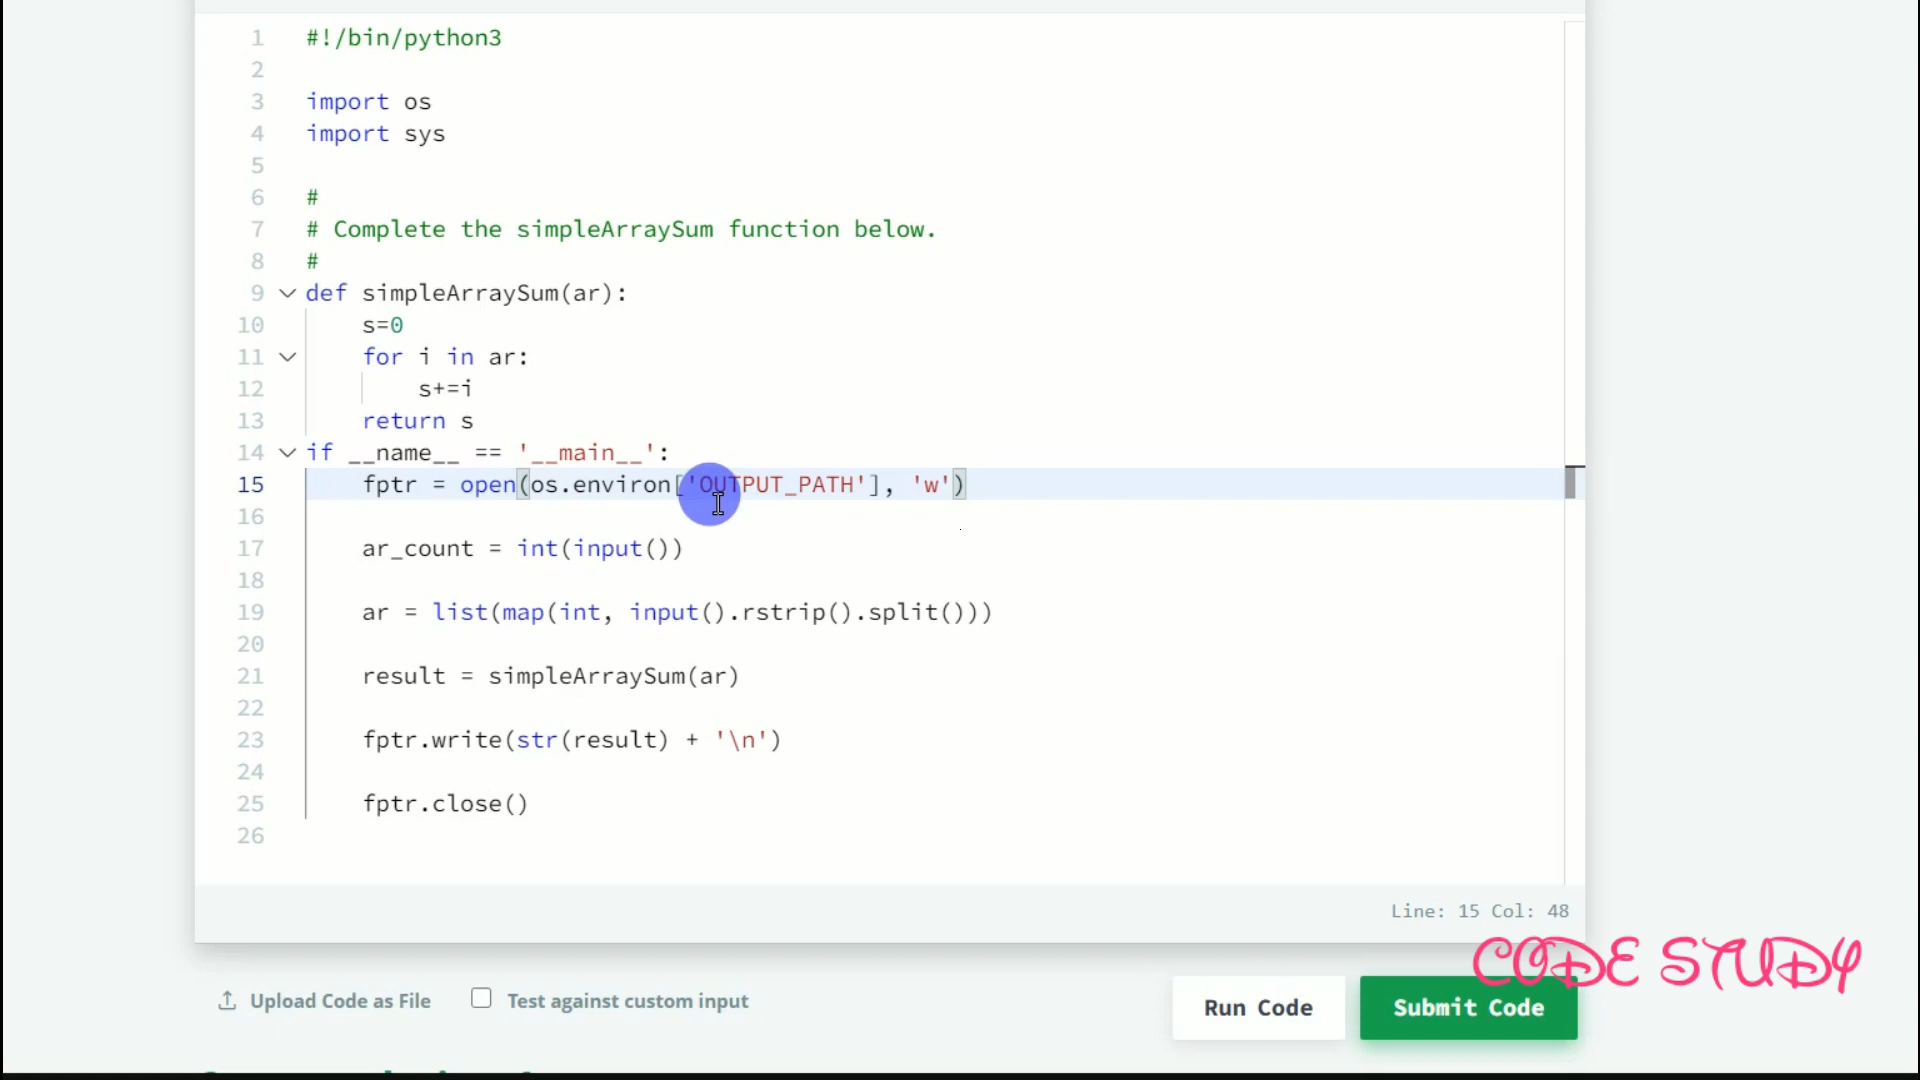 1 #!/bin/python3
2
3 import os
4 import sys
5
6 #
7 # Complete the simpleArraySum function below.
8 #
9 def simpleArraySum(ar):
10 s=0
11 for i in ar:
12 s+=i
13 return s
14 if __name__ == '__main__':
15 fptr = open(os.environ['OUTPUT_PATH'], 'w')
16
17 ar_count = int(input())
18
19 ar = list(map(int, input().rstrip().split()))
20
21 result = simpleArraySum(ar)
22
23 fptr.write(str(result) + '\n')
24
25 fptr.close()
26
Line: 15 Col: 48
CODE STUDY
Upload Code as File Test against custom input Run Code Submit Code